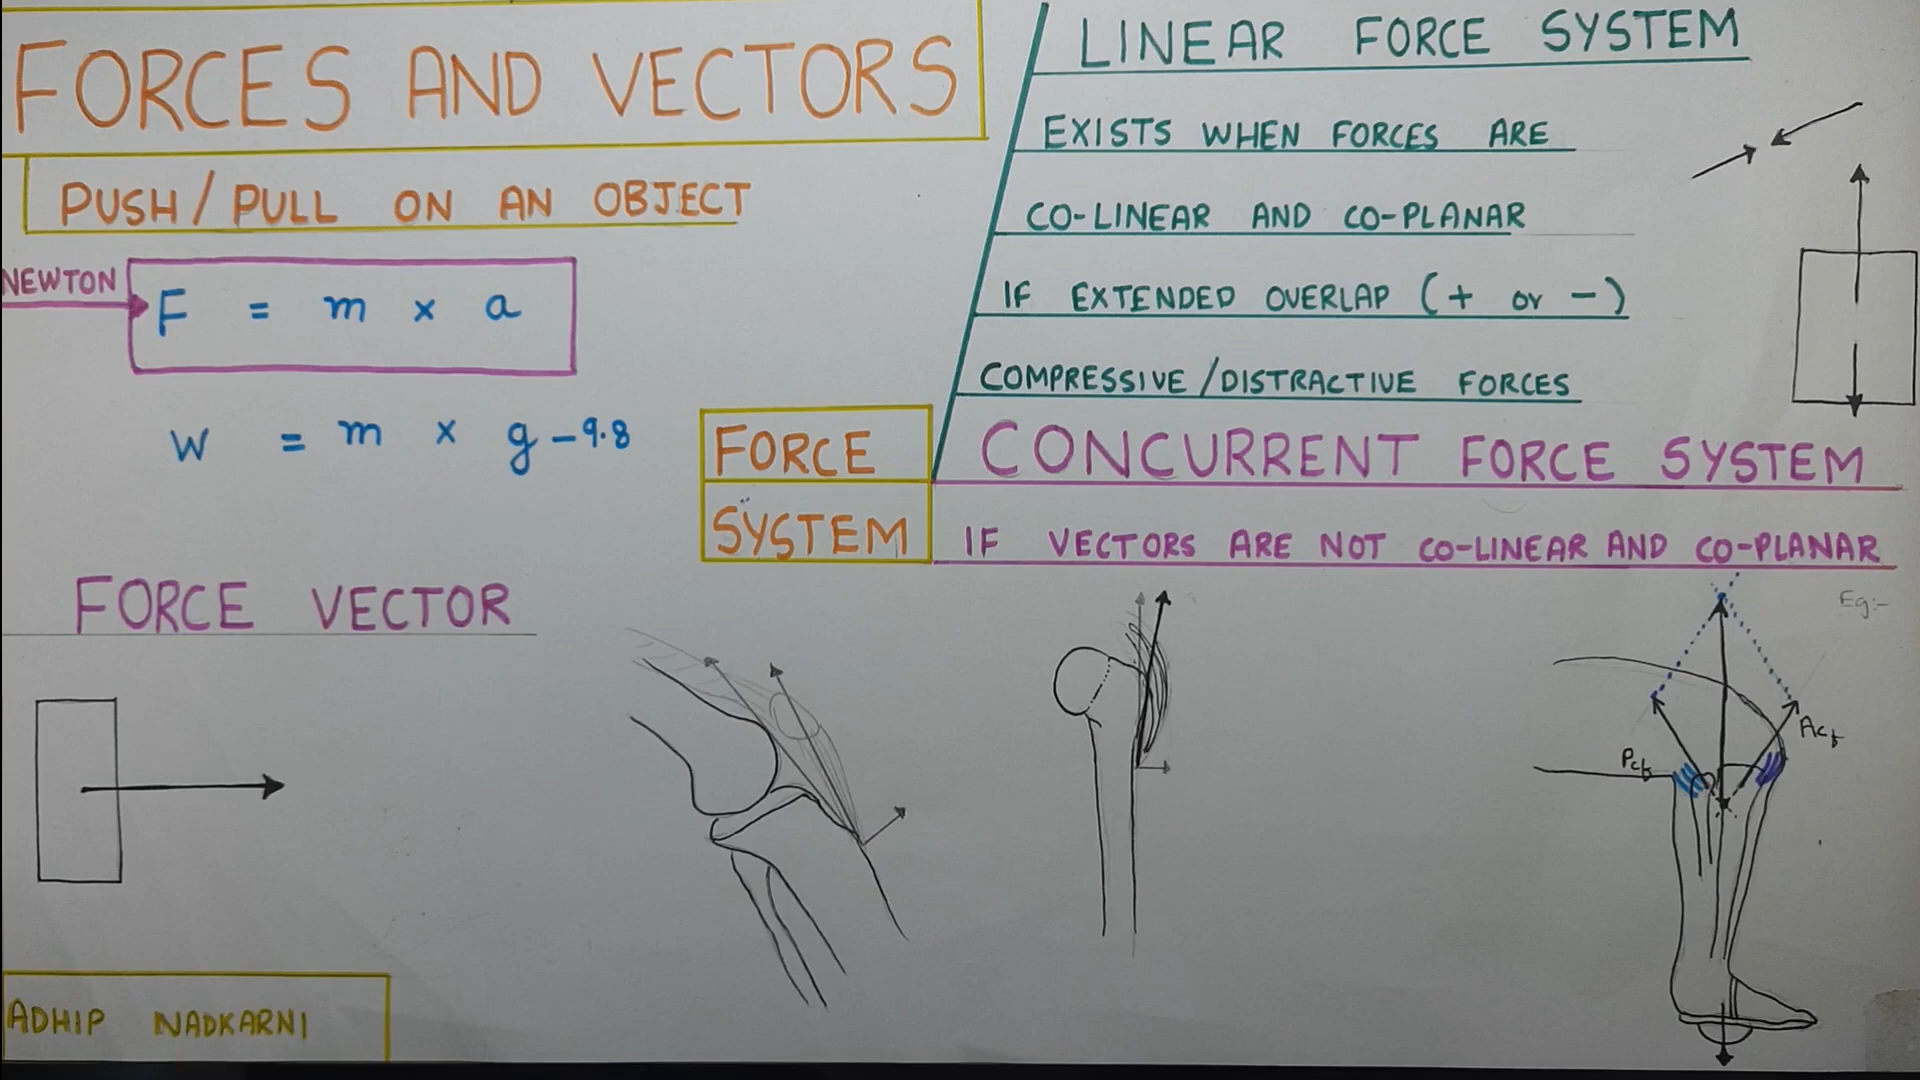 FORCES AND VECTORS
PUSH/PULL ON AN OBJECT
NEWTON
F = m x a
W = m x g - 9.8
FORCE
SYSTEM
LINEAR FORCE SYSTEM
EXISTS WHEN FORCES ARE
CO-LINEAR AND CO-PLANAR
IF EXTENDED OVERLAP (+ or -)
COMPRESSIVE/DISTRACTIVE FORCES
CONCURRENT FORCE SYSTEM
IF VECTORS ARE NOT CO-LINEAR AND CO-PLANAR
FORCE VECTOR
Eg:-
ADHIP NADKARNI